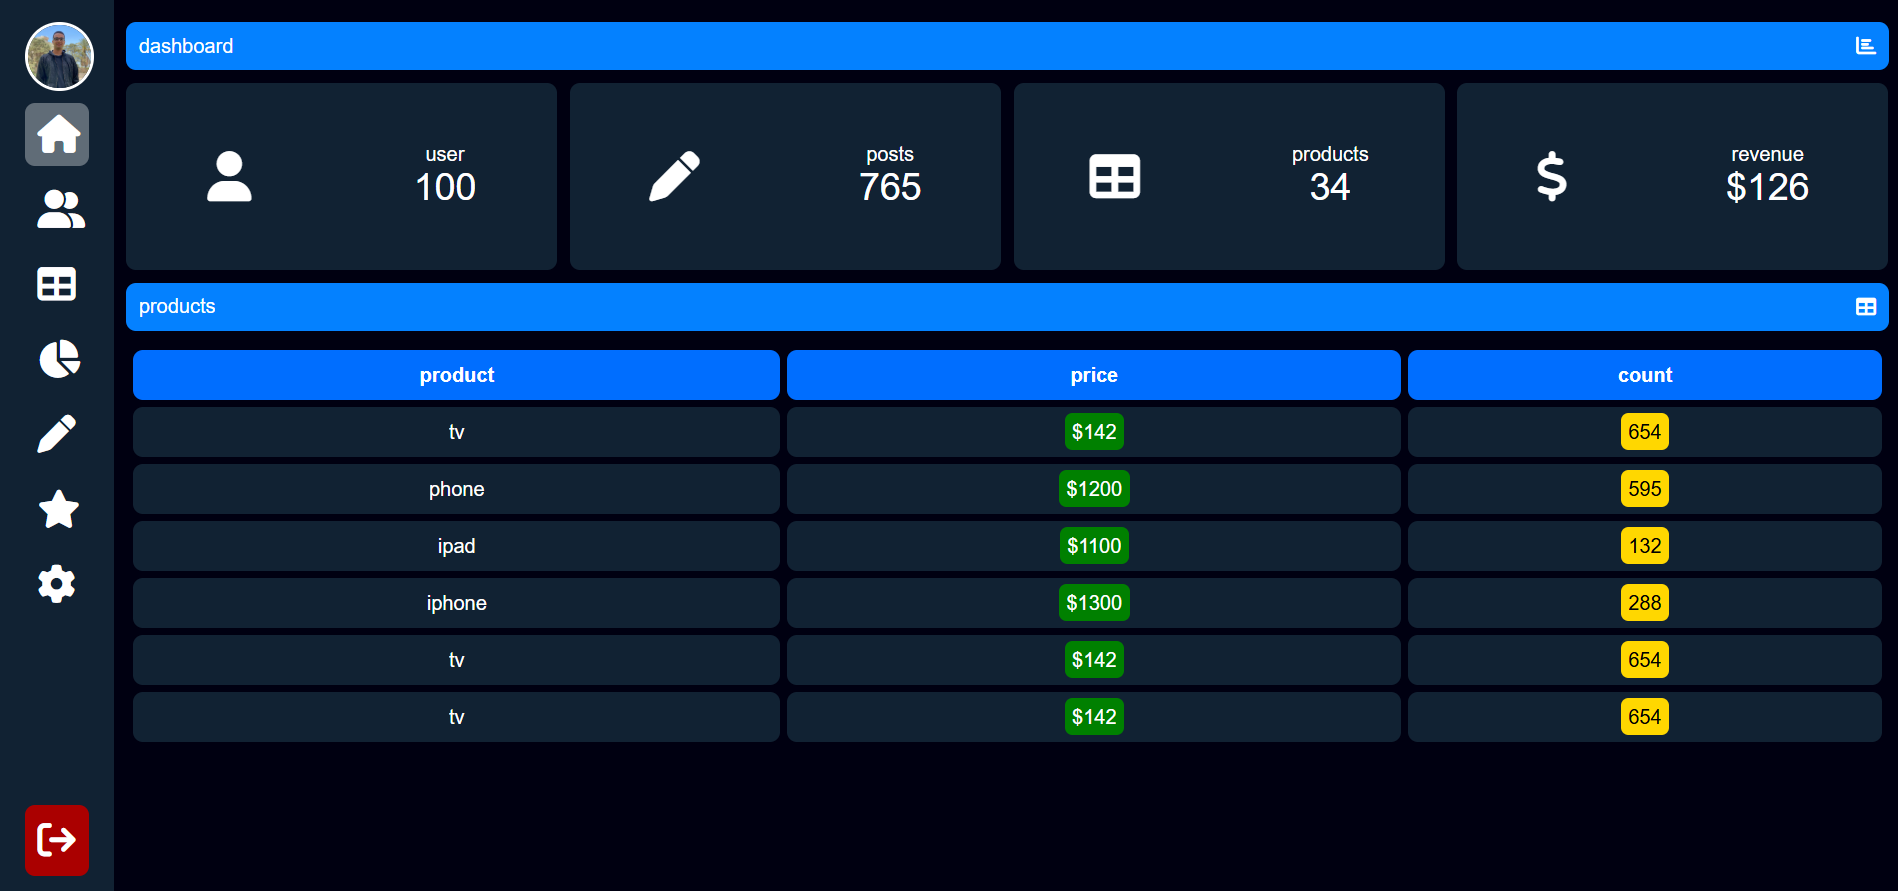 dashboard
user
100
posts
765
products
34
revenue
$126
products
product price count
tv $142 654
phone $1200 595
ipad $1100 132
iphone $1300 288
tv $142 654
tv $142 654